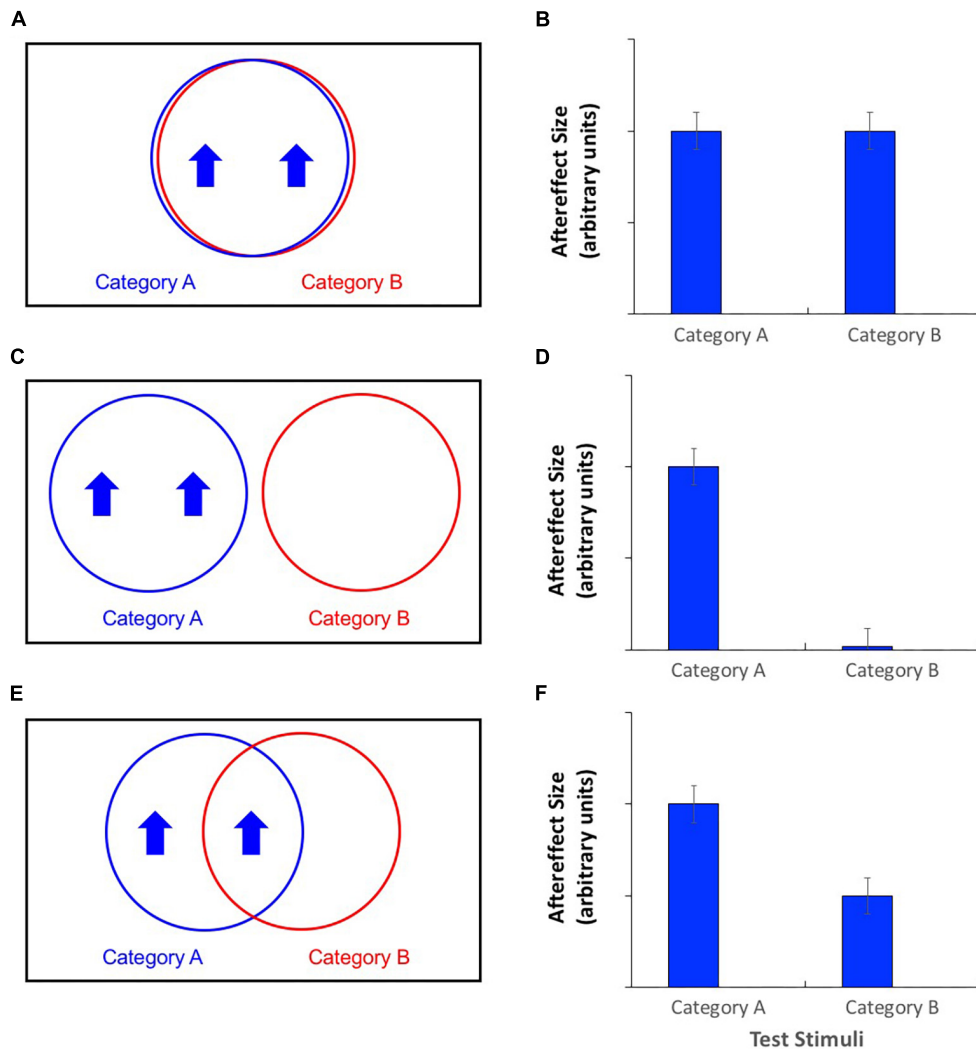 A
Category A
Category B
B
Aftereffect Size
(arbitrary units)
Category A
Category B
C
Category A
Category B
D
Aftereffect Size
(arbitrary units)
Category A
Category B
E
Category A
Category B
F
Aftereffect Size
(arbitrary units)
Category A
Category B
Test Stimuli